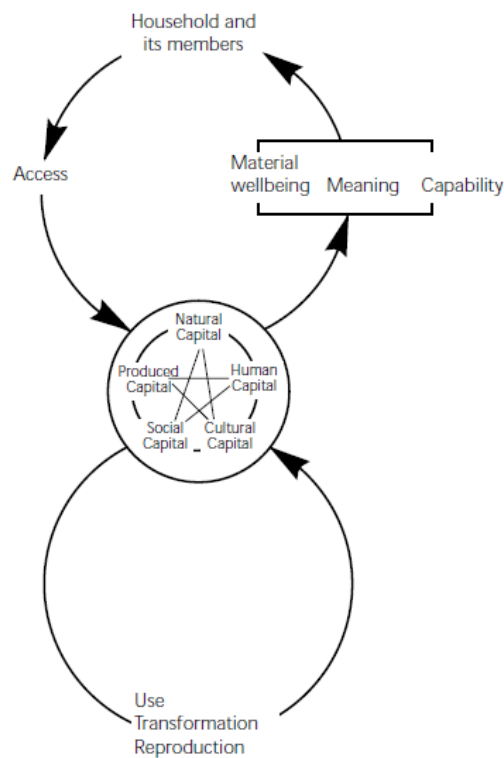 Household and
its members
Access
Material
wellbeing Meaning Capability
Natural
Capital
Produced
Capital
Human
Capital
Social
Capital
Cultural
Capital
Use
Transformation
Reproduction